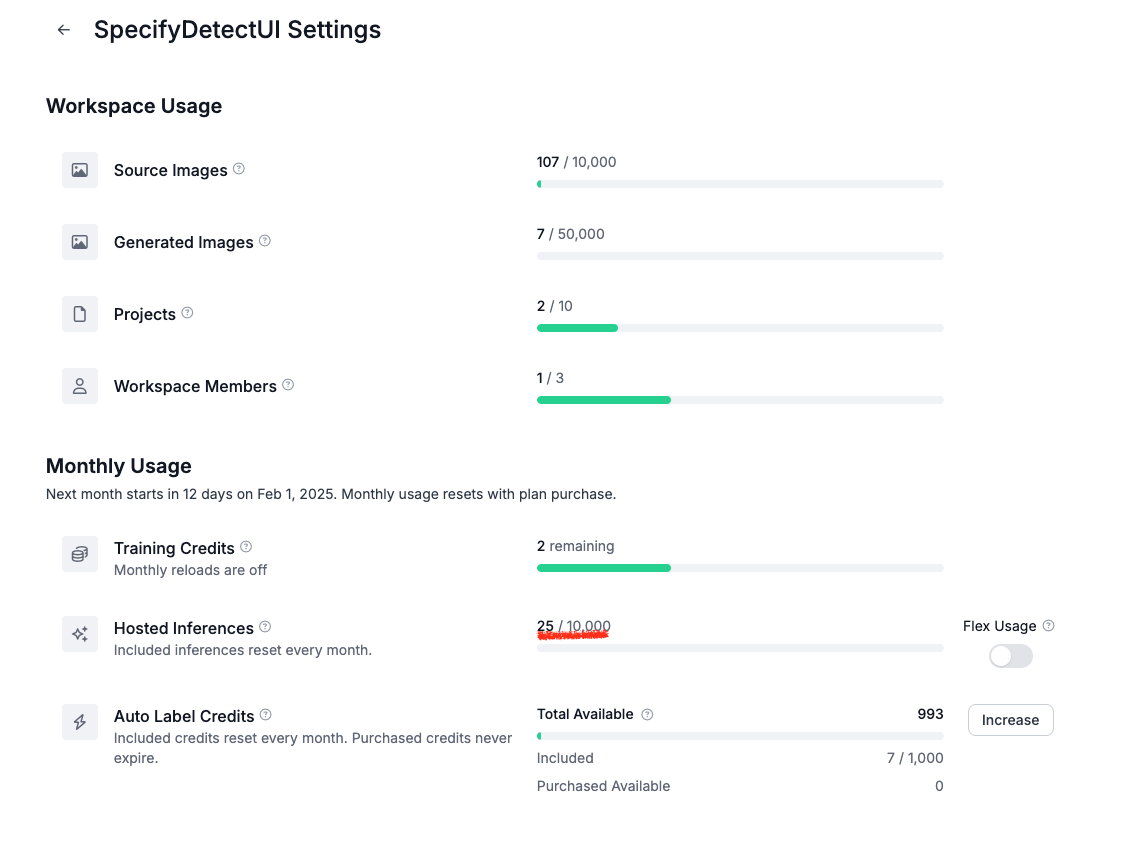 SpecifyDetectUI Settings
Workspace Usage
Source Images
107 / 10,000
Generated Images
7 / 50,000
Projects
2 / 10
Workspace Members
1 / 3
Monthly Usage
Next month starts in 12 days on Feb 1, 2025. Monthly usage resets with plan purchase.
Training Credits
Monthly reloads are off
2 remaining
Hosted Inferences
Included inferences reset every month.
25 / 10,000
Flex Usage
Auto Label Credits
Included credits reset every month. Purchased credits never
expire.
Total Available 993
Included 7 / 1,000
Purchased Available 0
Increase